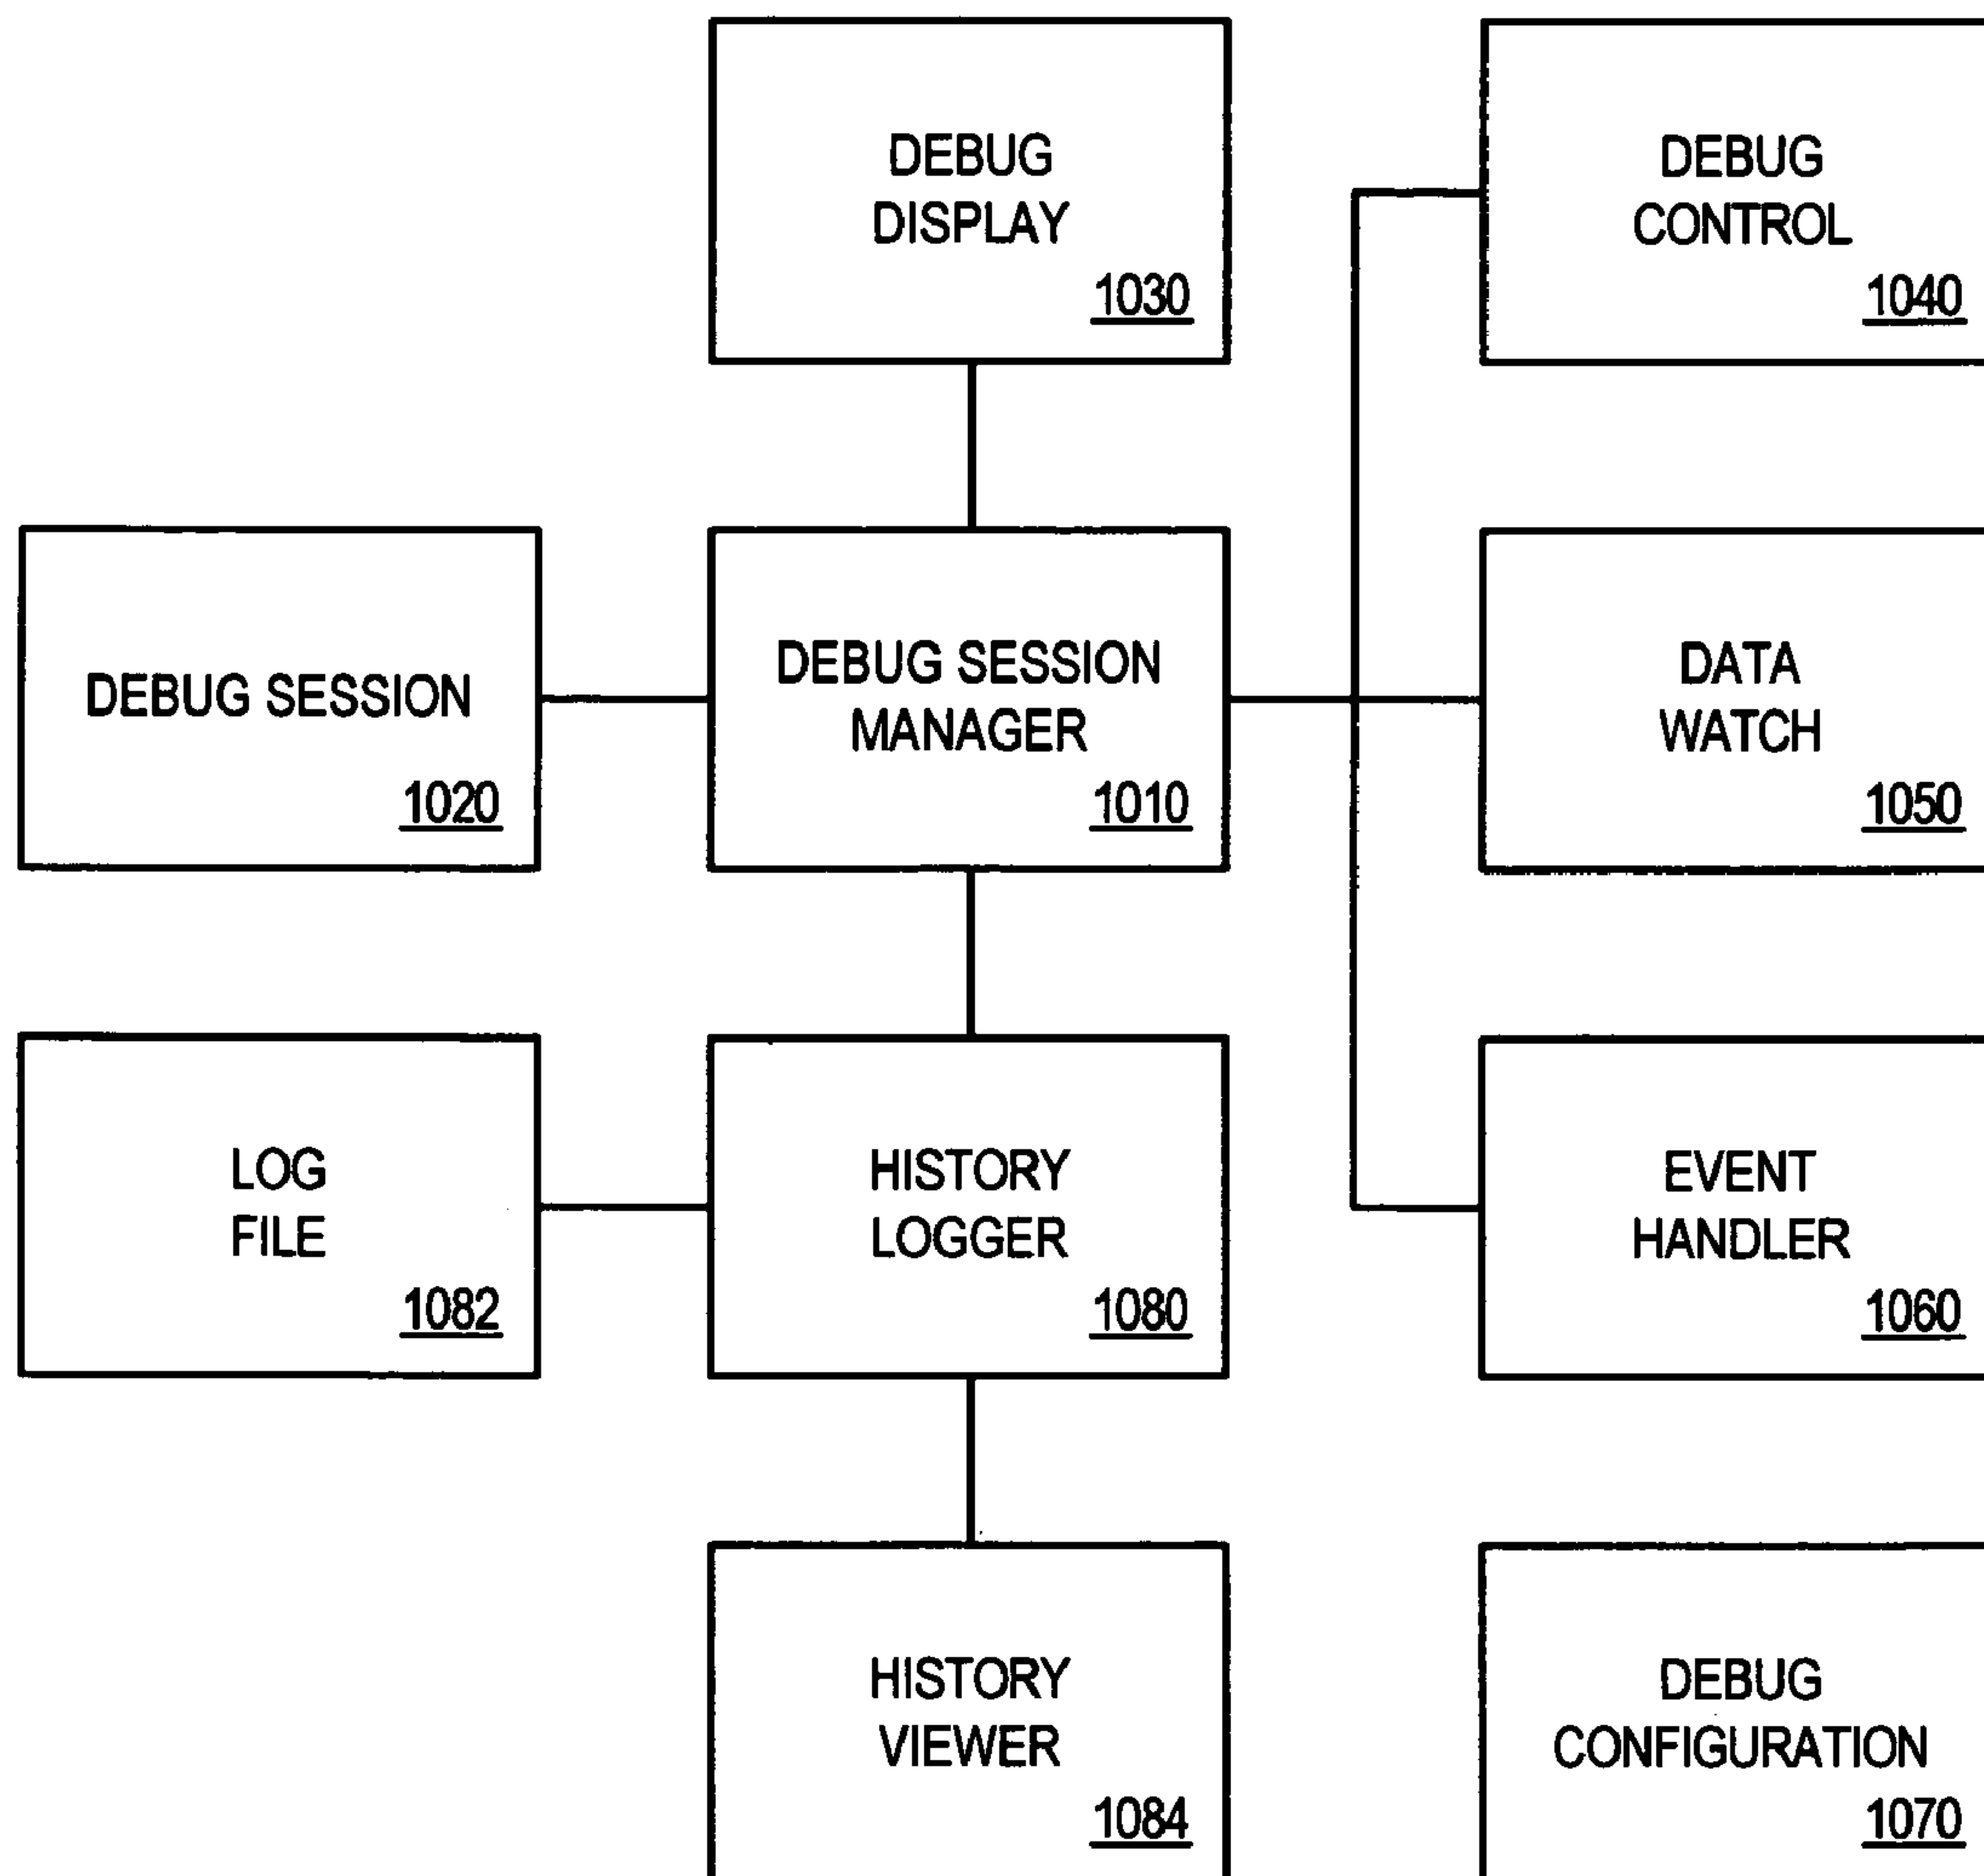 DEBUG
DISPLAY
1030
DEBUG
CONTROL
1040
DEBUG SESSION
1020
DEBUG SESSION
MANAGER
1010
DATA
WATCH
1050
LOG
FILE
1082
HISTORY
LOGGER
1080
EVENT
HANDLER
1060
HISTORY
VIEWER
1084
DEBUG
CONFIGURATION
1070